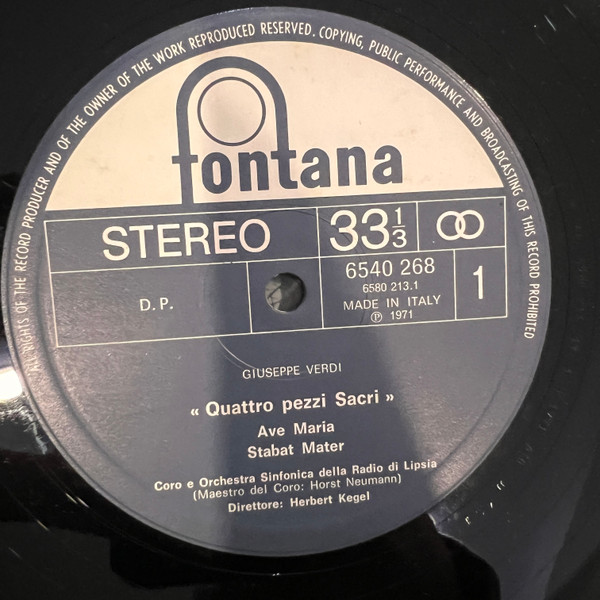 ALL RIGHTS OF THE RECORD PRODUCER AND OF THE OWNER OF THE WORK REPRODUCED RESERVED. COPYING, PUBLIC PERFORMANCE AND BROADCASTING OF THIS RECORD PROHIBITED
fontana
STEREO
33 1/3
D.P.
6540 268
6580 213.1
MADE IN ITALY
℗ 1971
1
GIUSEPPE VERDI
« Quattro pezzi Sacri »
Ave Maria
Stabat Mater
Coro e Orchestra Sinfonica della Radio di Lipsia
(Maestro del Coro: Horst Neumann)
Direttore: Herbert Kegel